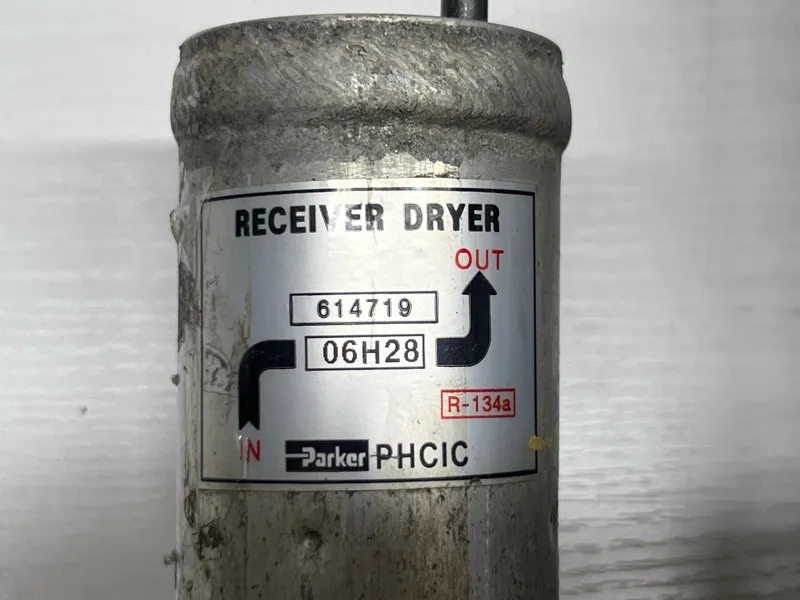 RECEIVER DRYER
OUT
614719
06H28
R-134a
IN
Parker PHCIC